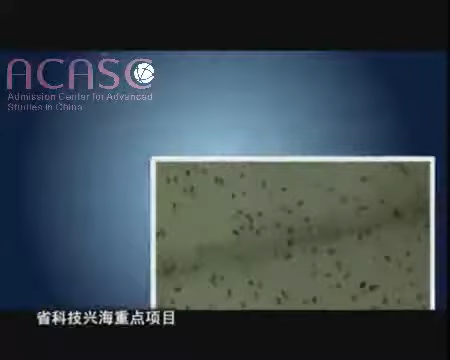 ACASC
Admission Center for Advanced
Studies in China
省科技兴海重点项目